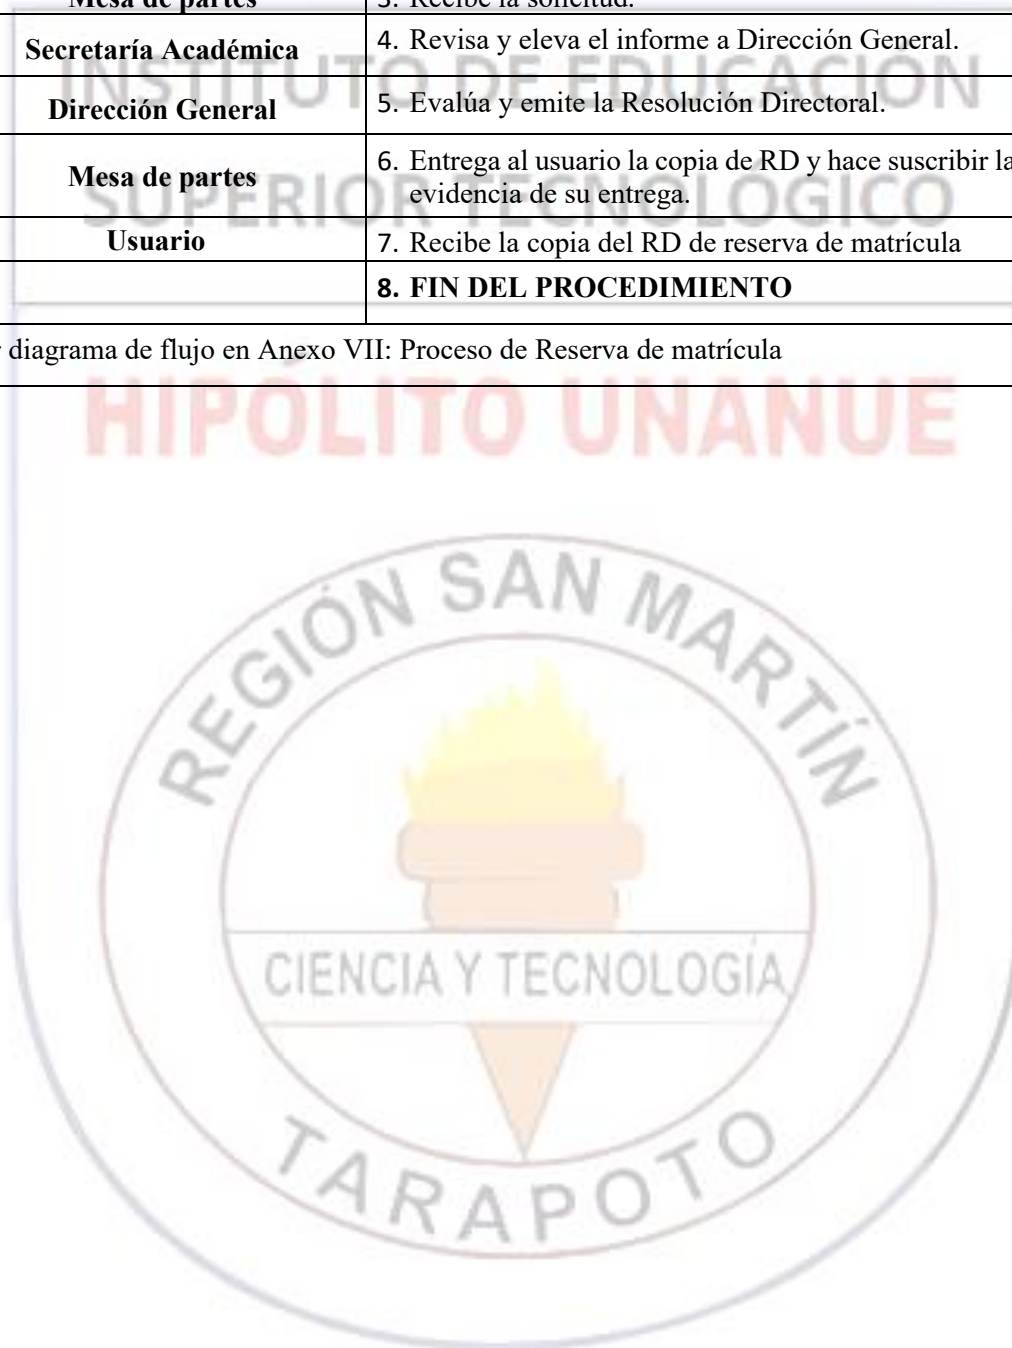 Mesa de partes
3. Recibe la solicitud.
Secretaría Académica
4. Revisa y eleva el informe a Dirección General.
INSTITUTO DE EDUCACIÓN
Dirección General
5. Evalúa y emite la Resolución Directoral.
Mesa de partes
6. Entrega al usuario la copia de RD y hace suscribir la
evidencia de su entrega.
SUPERIOR TECNOLÓGICO
Usuario
7. Recibe la copia del RD de reserva de matrícula
8. FIN DEL PROCEDIMIENTO
diagrama de flujo en Anexo VII: Proceso de Reserva de matrícula
HIPÓLITO UNANUE
REGIÓN SAN MARTÍN
CIENCIA Y TECNOLOGÍA
TARAPOTO